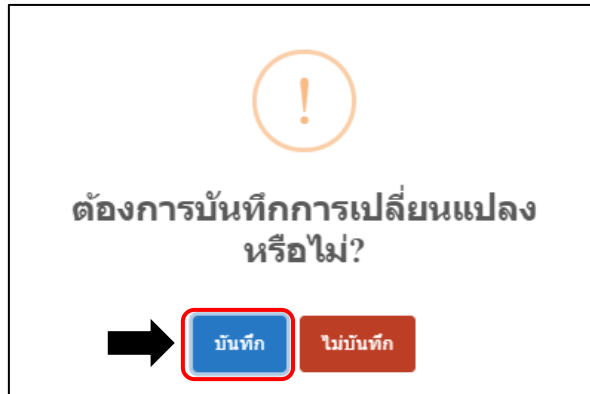 !
ต้องการบันทึกการเปลี่ยนแปลง
หรือไม่?
บันทึก ไม่บันทึก